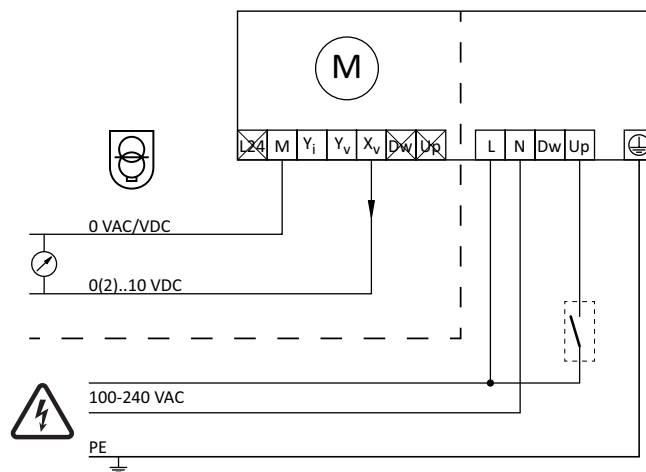 M
L24 M Yi Yv Xv Dw Up L N Dw Up
0 VAC/VDC
0(2)..10 VDC
100-240 VAC
PE